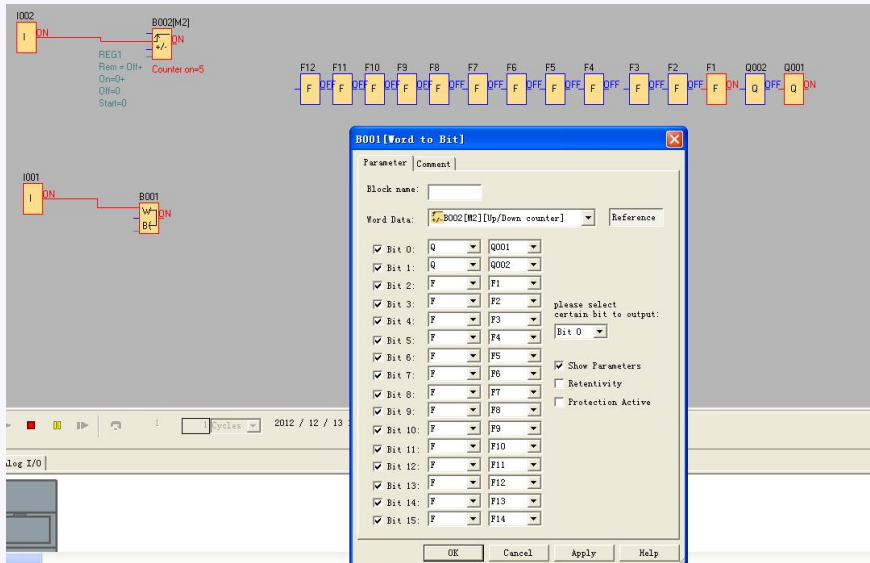 I002
I
ON
B002[M2]
+/-
ON
REG1
Rem = Off+
On=0+
Off=0
Start=0
Counter on=5
F12 F11 F10 F9 F8 F7 F6 F5 F4 F3 F2 F1 Q002 Q001
F OFF F OFF F OFF F OFF F OFF F OFF F OFF F OFF F OFF F OFF F OFF F ON Q OFF Q ON
I001
I
ON
B001
W
B
ON
B001[Word to Bit]
Parameter Comment
Block name:
Word Data: +/- B002[M2][Up/Down counter] Reference
Bit 0: Q Q001
Bit 1: Q Q002
Bit 2: F F1
Bit 3: F F2
Bit 4: F F3
Bit 5: F F4
Bit 6: F F5
Bit 7: F F6
Bit 8: F F7
Bit 9: F F8
Bit 10: F F9
Bit 11: F F10
Bit 12: F F11
Bit 13: F F12
Bit 14: F F13
Bit 15: F F14
please select
certain bit to output:
Bit 0
Show Parameters
Retentivity
Protection Active
OK Cancel Apply Help
1 1 Cycles 2012 / 12 / 13
alog I/O